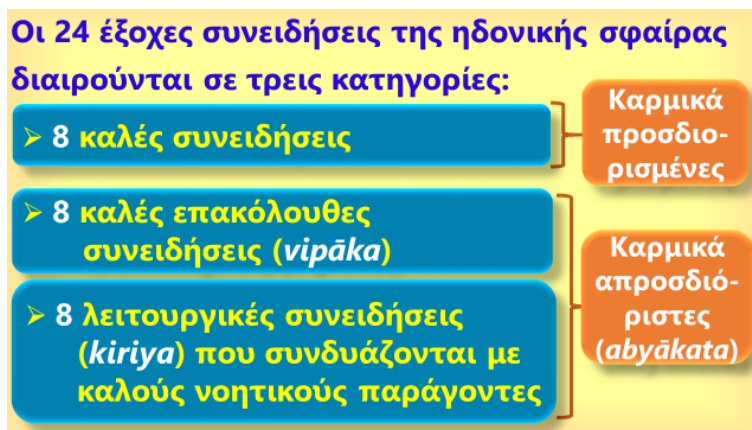 Οι 24 έξοχες συνειδήσεις της ηδονικής σφαίρας
διαιρούνται σε τρεις κατηγορίες:
➢ 8 καλές συνειδήσεις
Καρμικά
προσδιο-
ρισμένες
➢ 8 καλές επακόλουθες
συνειδήσεις (vipāka)
➢ 8 λειτουργικές συνειδήσεις
(kiriya) που συνδυάζονται με
καλούς νοητικούς παράγοντες
Καρμικά
απροσδιό-
ριστες
(abyākata)